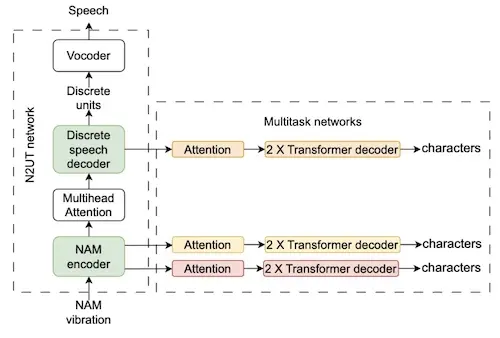 Speech
Vocoder
Discrete
units
N2UT network
Multitask networks
Discrete
speech
decoder
Attention
2 X Transformer decoder
characters
Multihead
Attention
NAM
encoder
Attention
2 X Transformer decoder
characters
Attention
2 X Transformer decoder
characters
NAM
vibration